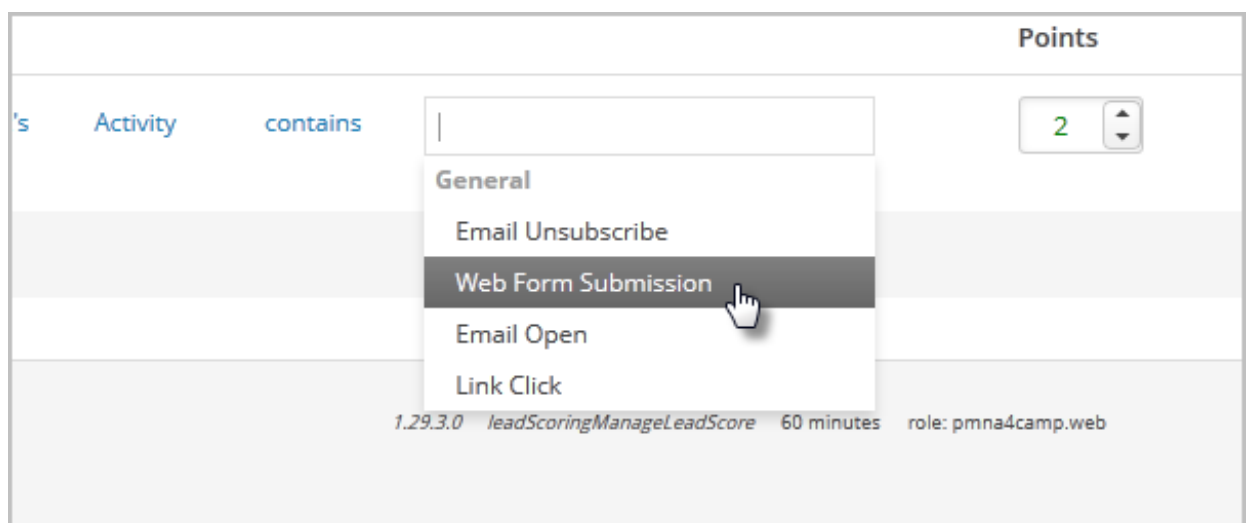 Points
's Activity contains 2
General
Email Unsubscribe
Web Form Submission
Email Open
Link Click
1.29.3.0 leadScoringManageLeadScore 60 minutes role: pmna4camp.web